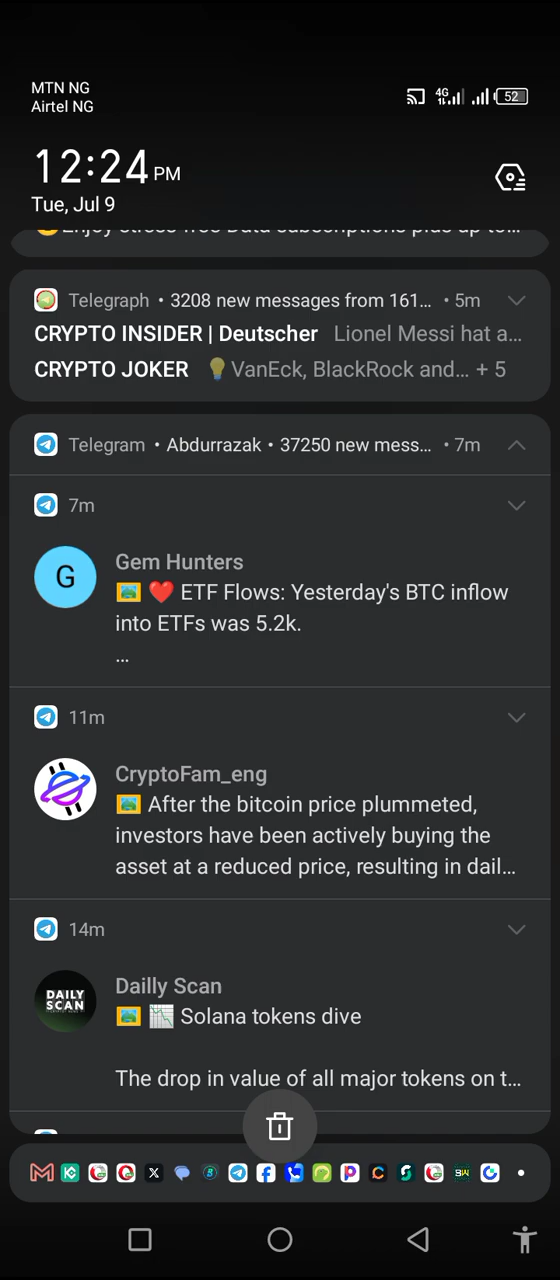 MTN NG
Airtel NG
4G
52
12:24 PM
Tue, Jul 9
Enjoy stress free Data subscriptions plus up to…
Telegraph • 3208 new messages from 161… • 5m
CRYPTO INSIDER | Deutscher Lionel Messi hat a…
CRYPTO JOKER 💡VanEck, BlackRock and… + 5
Telegram • Abdurrazak • 37250 new mess… • 7m
7m
G
Gem Hunters
🖼️ ❤️ ETF Flows: Yesterday's BTC inflow
into ETFs was 5.2k.
…
11m
CryptoFam_eng
🖼️ After the bitcoin price plummeted,
investors have been actively buying the
asset at a reduced price, resulting in dail…
14m
DAILY
SCAN
Dailly Scan
🖼️ 📉 Solana tokens dive
The drop in value of all major tokens on t…